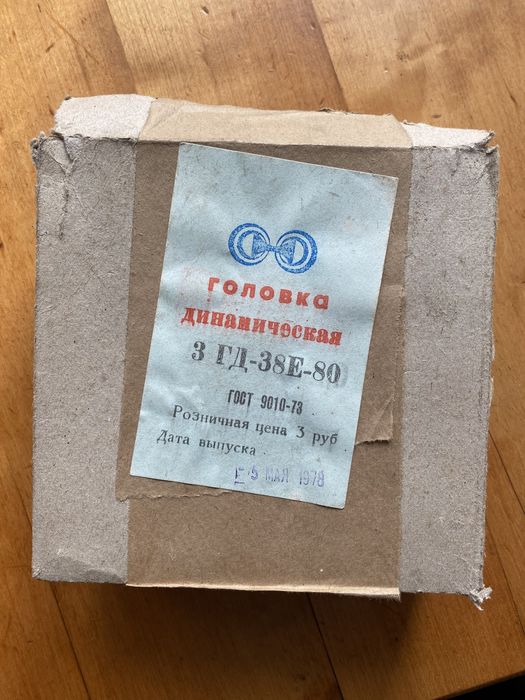 ГОЛОВКА
ДИНАМИЧЕСКАЯ
3 ГД-38Е-80
ГОСТ 9010-73
Розничная цена 3 руб
Дата выпуска
5 МАЯ 1978